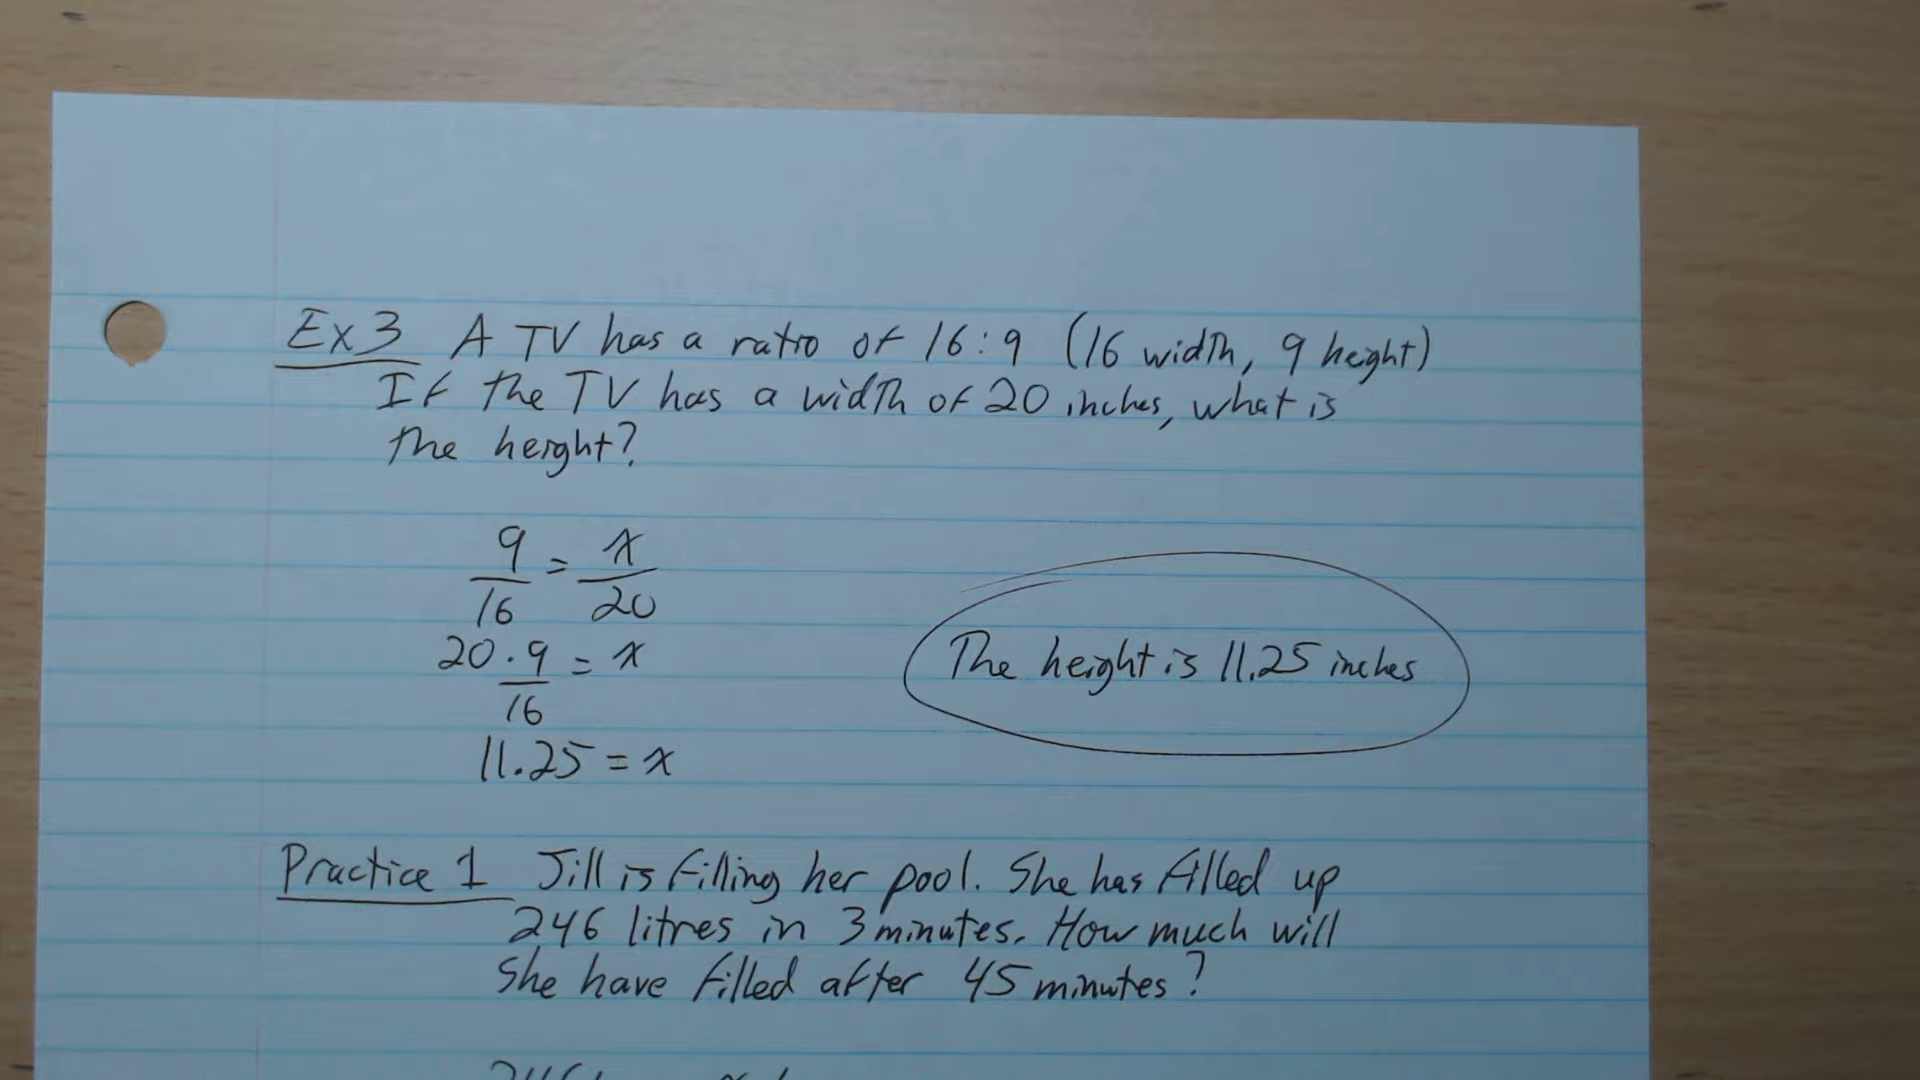 Ex 3 A TV has a ratio of 16:9 (16 width, 9 height)
If the TV has a width of 20 inches, what is
the height?
9/16 = x/20
20 · 9/16 = x
11.25 = x
The height is 11.25 inches
Practice 1 Jill is filling her pool. She has filled up
246 litres in 3 minutes. How much will
she have filled after 45 minutes?